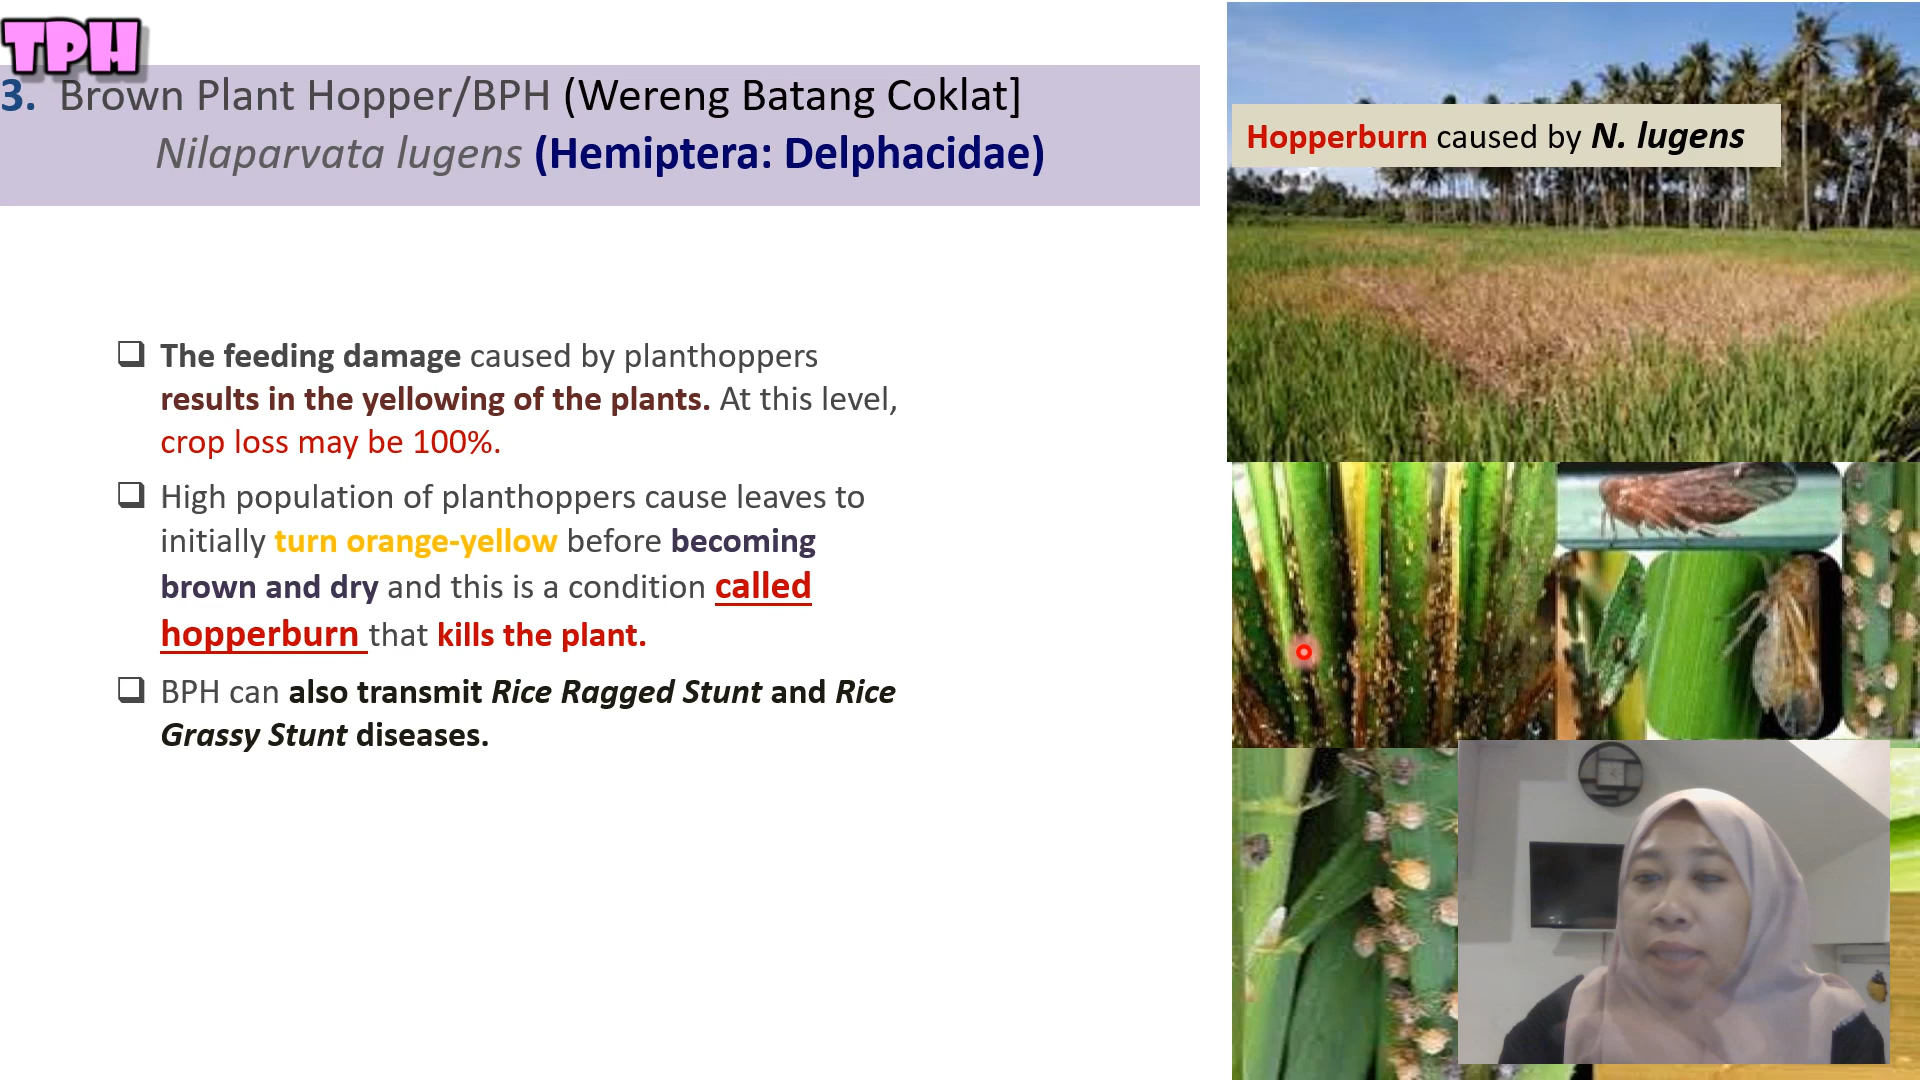 TPH
3. Brown Plant Hopper/BPH (Wereng Batang Coklat]
Nilaparvata lugens (Hemiptera: Delphacidae)
Hopperburn caused by N. lugens
❑ The feeding damage caused by planthoppers
results in the yellowing of the plants. At this level,
crop loss may be 100%.
❑ High population of planthoppers cause leaves to
initially turn orange-yellow before becoming
brown and dry and this is a condition called
hopperburn that kills the plant.
❑ BPH can also transmit Rice Ragged Stunt and Rice
Grassy Stunt diseases.